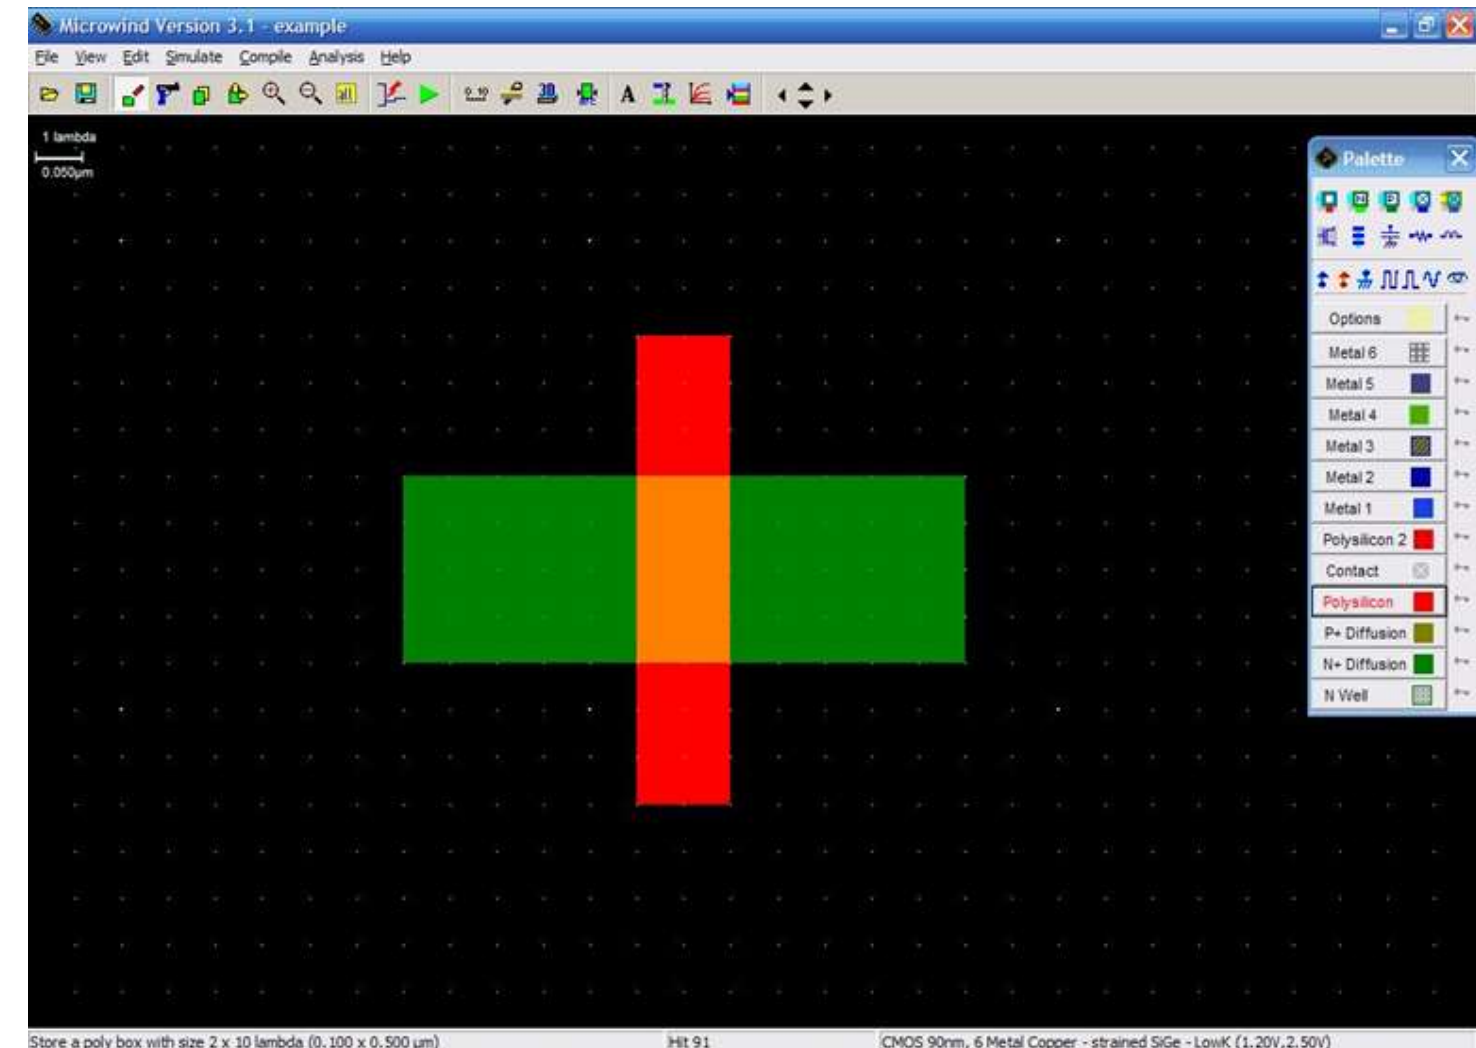 Microwind Version 3.1 - example
File View Edit Simulate Compile Analysis Help
1 lambda
0.050µm
Palette
Options
Metal 6
Metal 5
Metal 4
Metal 3
Metal 2
Metal 1
Polysilicon 2
Contact
Polysilicon
P+ Diffusion
N+ Diffusion
N Well
Store a poly box with size 2 x 10 lambda (0.100 x 0.500 µm) Hit 91 CMOS 90nm, 6 Metal Copper - strained SiGe - LowK (1.20V,2.50V)